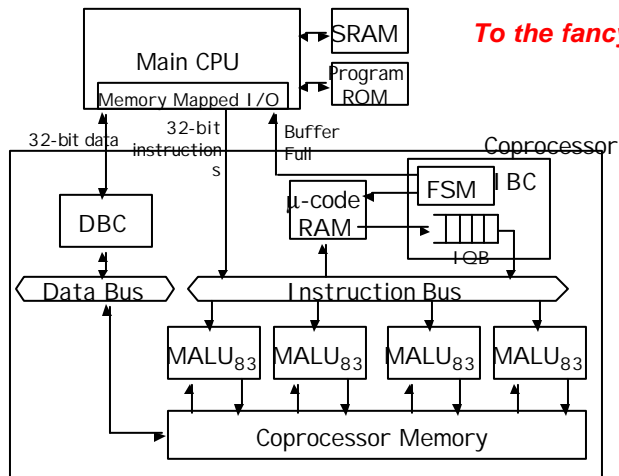 To the fancy
SRAM
Main CPU
Program
ROM
Memory Mapped I/O
32-bit data
32-bit
instruction
s
Buffer
Full
Coprocessor
IBC
FSM
μ-code
RAM
DBC
IQB
Data Bus
Instruction Bus
MALU83
MALU83
MALU83
MALU83
Coprocessor Memory